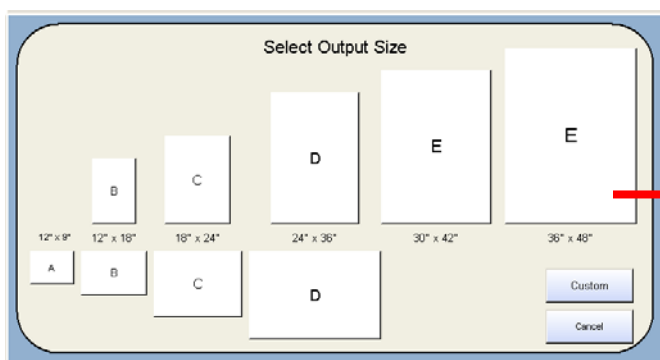 Select Output Size
B
C
D
E
E
12" x 9"
12" x 18"
18" x 24"
24" x 36"
30" x 42"
36" x 48"
A
B
C
D
Custom
Cancel